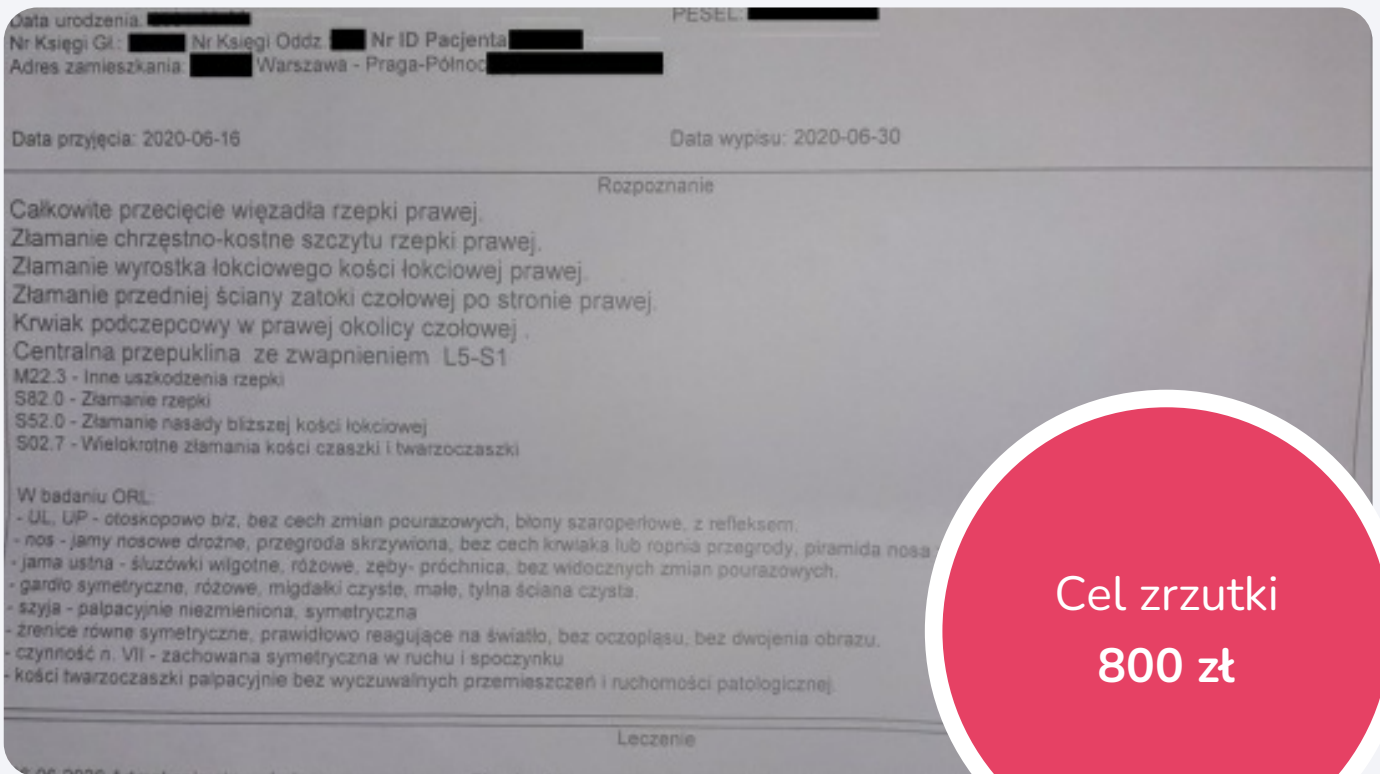 Data urodzenia:
PESEL:
Nr Księgi Gł.: Nr Księgi Oddz. Nr ID Pacjenta
Adres zamieszkania: Warszawa - Praga-Północ
Data przyjęcia: 2020-06-16
Data wypisu: 2020-06-30
Rozpoznanie
Całkowite przecięcie więzadła rzepki prawej.
Złamanie chrzęstno-kostne szczytu rzepki prawej.
Złamanie wyrostka łokciowego kości łokciowej prawej.
Złamanie przedniej ściany zatoki czołowej po stronie prawej.
Krwiak podczepcowy w prawej okolicy czołowej .
Centralna przepuklina ze zwapnieniem L5-S1
M22.3 - Inne uszkodzenia rzepki
S82.0 - Złamanie rzepki
S52.0 - Złamanie nasady bliższej kości łokciowej
S02.7 - Wielokrotne złamania kości czaszki i twarzoczaszki
W badaniu ORL:
- UL, UP - otoskopowo b/z, bez cech zmian pourazowych, błony szaroperłowe, z refleksem.
- nos - jamy nosowe drożne, przegroda skrzywiona, bez cech krwiaka lub ropnia przegrody, piramida nosa
- jama ustna - śluzówki wilgotne, różowe, zęby- próchnica, bez widocznych zmian pourazowych,
- gardło symetryczne, różowe, migdałki czyste, małe, tylna ściana czysta.
- szyja - palpacyjnie niezmieniona, symetryczna
- źrenice równe symetryczne, prawidłowo reagujące na światło, bez oczopląsu, bez dwojenia obrazu.
- czynność n. VII - zachowana symetryczna w ruchu i spoczynku
- kości twarzoczaszki palpacyjnie bez wyczuwalnych przemieszczeń i ruchomości patologicznej.
Leczenie
Cel zrzutki
800 zł